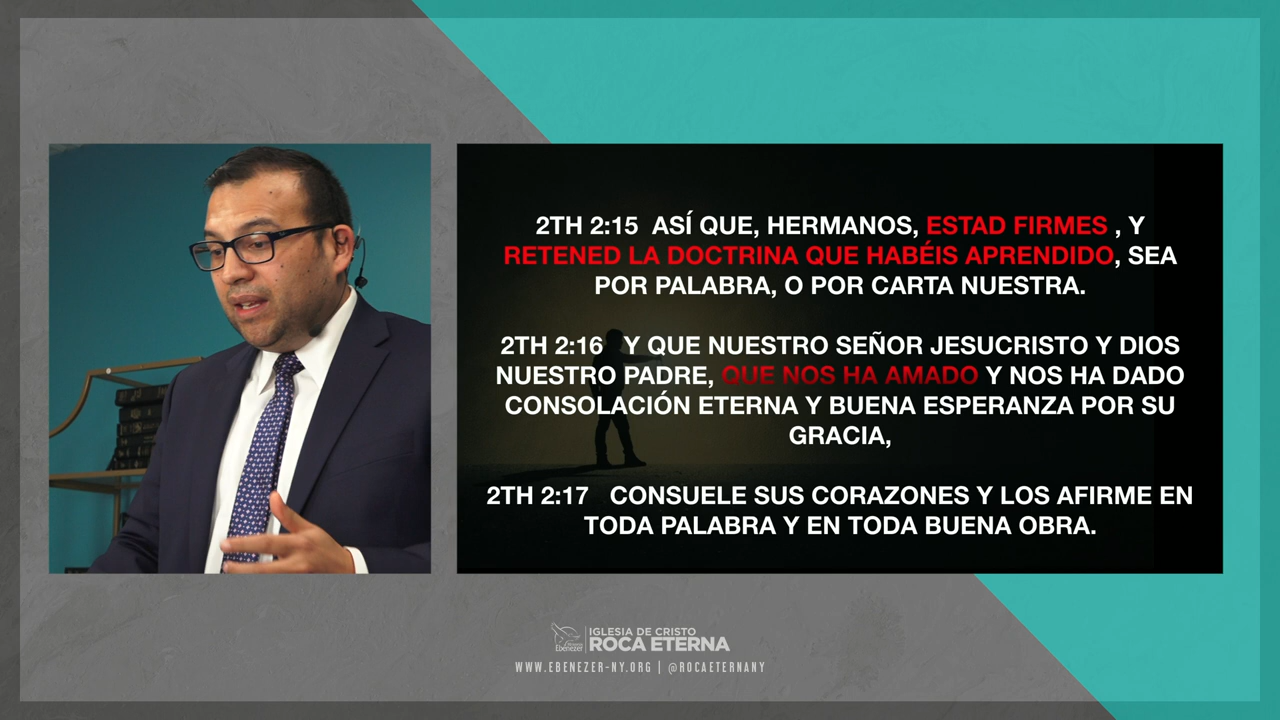 2TH 2:15 ASÍ QUE, HERMANOS, ESTAD FIRMES , Y
RETENED LA DOCTRINA QUE HABÉIS APRENDIDO, SEA
POR PALABRA, O POR CARTA NUESTRA.
2TH 2:16 Y QUE NUESTRO SEÑOR JESUCRISTO Y DIOS
NUESTRO PADRE, QUE NOS HA AMADO Y NOS HA DADO
CONSOLACIÓN ETERNA Y BUENA ESPERANZA POR SU
GRACIA,
2TH 2:17 CONSUELE SUS CORAZONES Y LOS AFIRME EN
TODA PALABRA Y EN TODA BUENA OBRA.
Ebenezer
IGLESIA DE CRISTO
ROCA ETERNA
WWW.EBENEZER-NY.ORG | @ROCAETERNANY